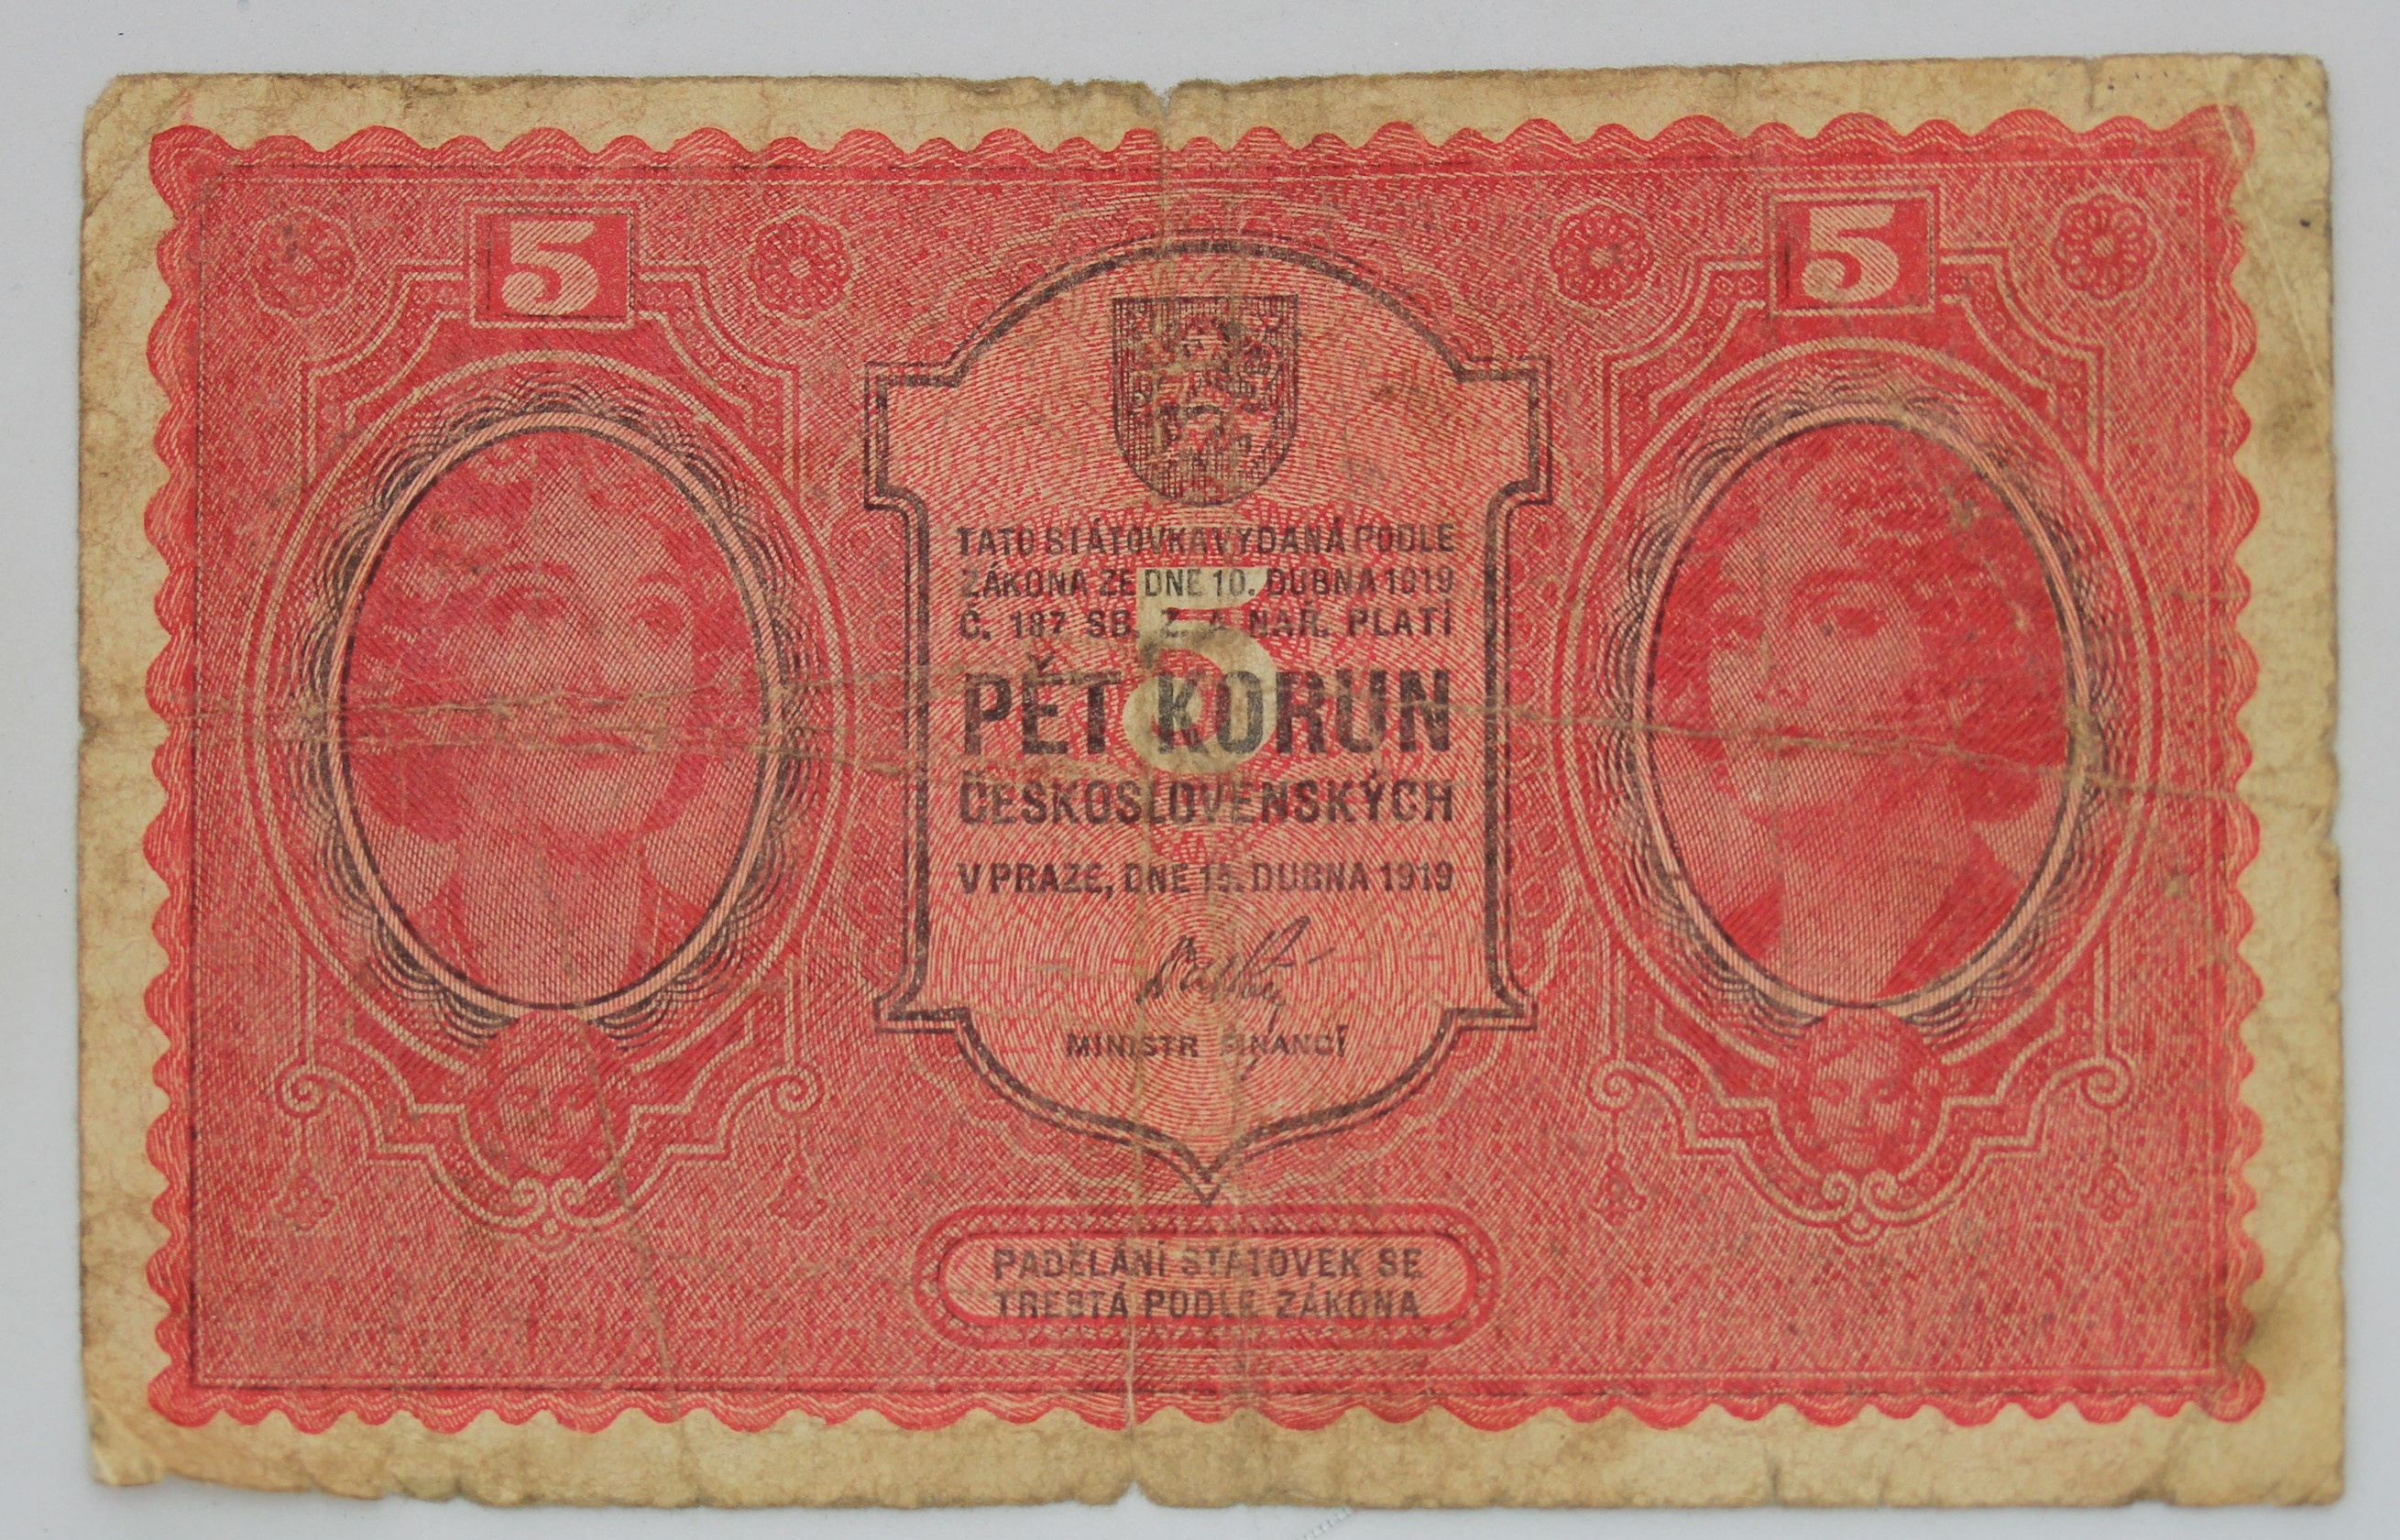 5 5
TATO STÁTOVKA VYDANÁ PODLE
ZÁKONA ZE DNE 10. DUBNA 1919
Č. 187 SB. Z. A NAŘ. PLATÍ
5
PĚT KORUN
ČESKOSLOVENSKÝCH
V PRAZE, DNE 15. DUBNA 1919
MINISTR FINANCÍ
PADĚLÁNÍ STÁTOVEK SE
TRESTÁ PODLE ZÁKONA